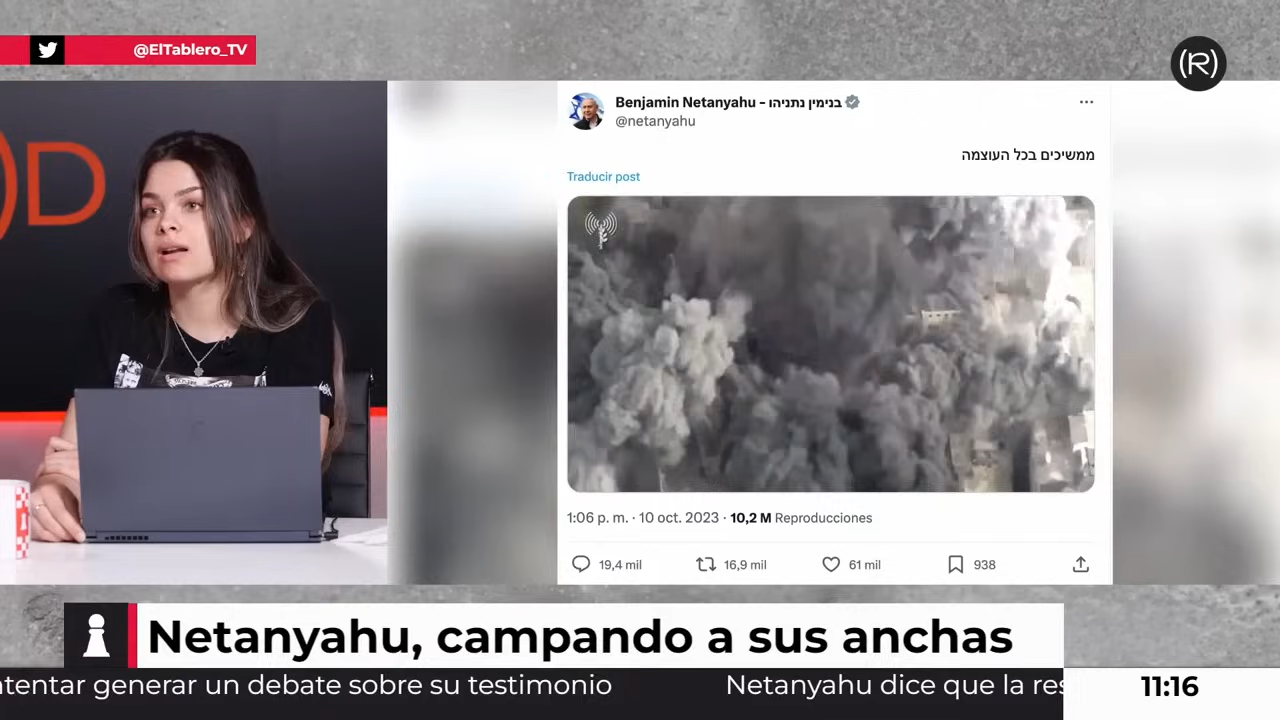 @ElTablero_TV
(R)
)D
Benjamin Netanyahu - בנימין נתניהו
@netanyahu
ממשיכים בכל העוצמה
Traducir post
1:06 p. m. · 10 oct. 2023 · 10,2 M Reproducciones
19,4 mil
16,9 mil
61 mil
938
Netanyahu, campando a sus anchas
ntentar generar un debate sobre su testimonio
Netanyahu dice que la res
11:16